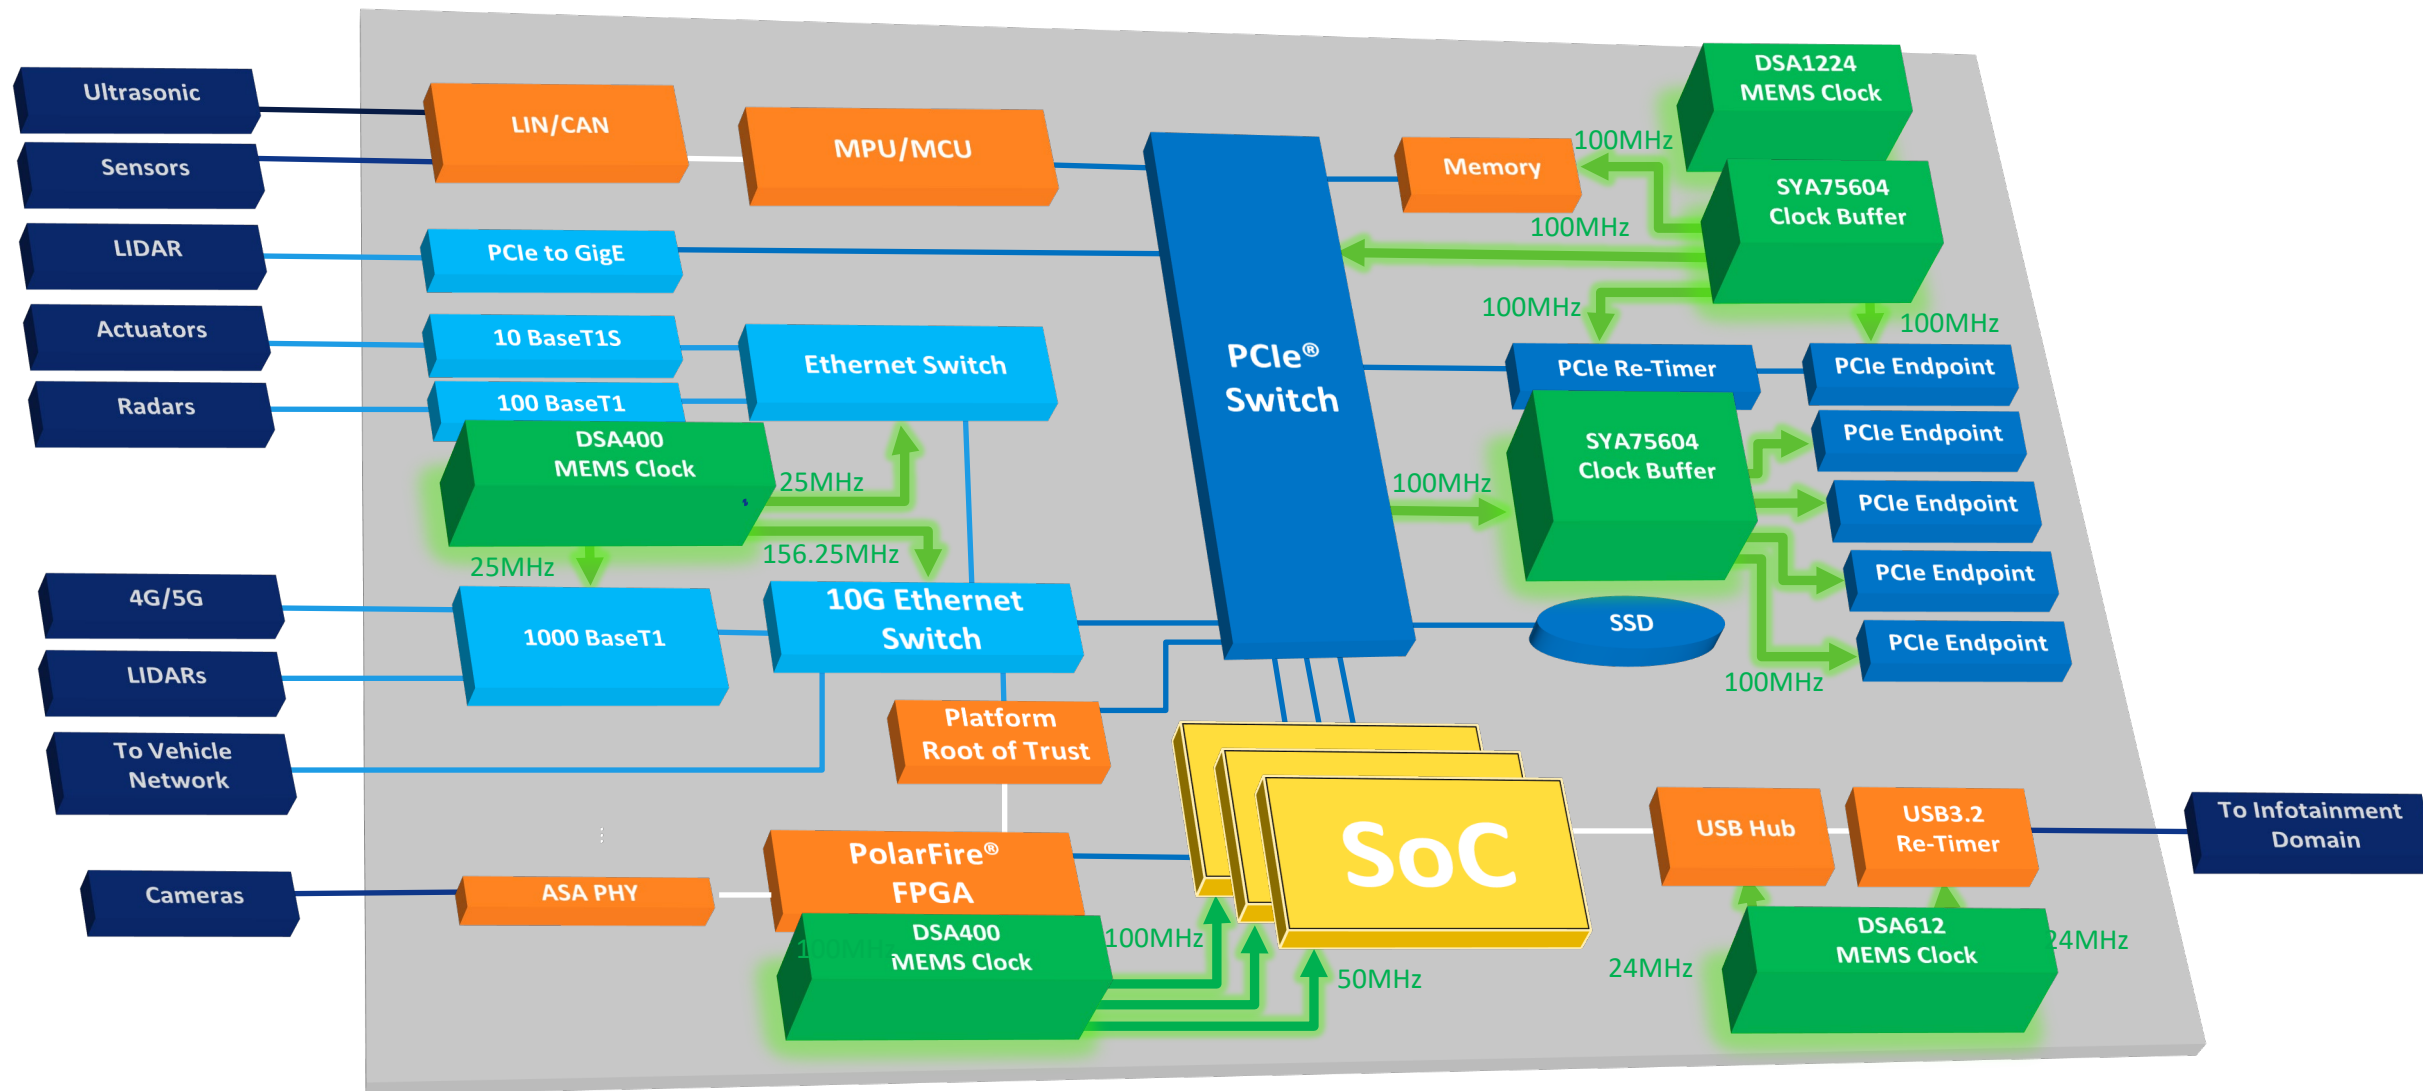 Ultrasonic
Sensors
LIDAR
Actuators
Radars
4G/5G
LIDARs
To Vehicle
Network
Cameras
LIN/CAN
MPU/MCU
PCIe to GigE
10 BaseT1S
100 BaseT1
Ethernet Switch
DSA400
MEMS Clock
25MHz
156.25MHz
25MHz
1000 BaseT1
10G Ethernet
Switch
Platform
Root of Trust
ASA PHY
PolarFire®
FPGA
DSA400
MEMS Clock
100MHz
100MHz
50MHz
PCIe®
Switch
SoC
Memory
100MHz
DSA1224
MEMS Clock
SYA75604
Clock Buffer
100MHz
100MHz
100MHz
PCIe Re-Timer
PCIe Endpoint
SYA75604
Clock Buffer
100MHz
PCIe Endpoint
PCIe Endpoint
PCIe Endpoint
PCIe Endpoint
100MHz
SSD
USB Hub
USB3.2
Re-Timer
DSA612
MEMS Clock
24MHz
24MHz
To Infotainment
Domain